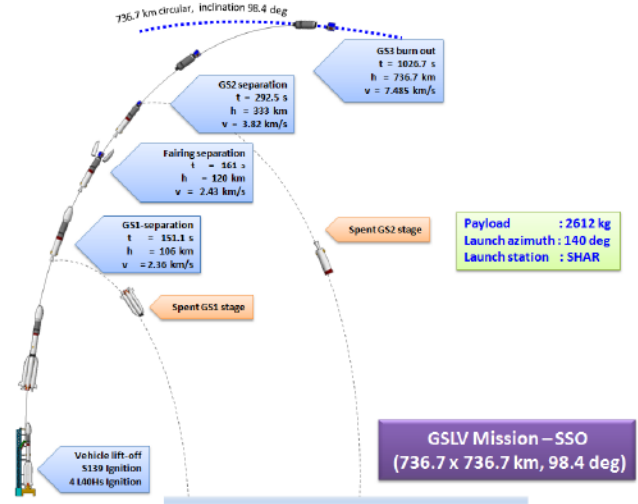 736.7 km circular, inclination 98.4 deg
GS3 burn out
t = 1026.7 s
h = 736.7 km
v = 7.485 km/s
GS2 separation
t = 292.5 s
h = 333 km
v = 3.82 km/s
Fairing separation
t = 161 s
h = 120 km
v = 2.43 km/s
GS1-separation
t = 151.1 s
h = 106 km
v = 2.36 km/s
Spent GS2 stage
Payload : 2612 kg
Launch azimuth : 140 deg
Launch station : SHAR
Spent GS1 stage
Vehicle lift-off
S139 Ignition
4 L40Hs Ignition
GSLV Mission – SSO
(736.7 x 736.7 km, 98.4 deg)